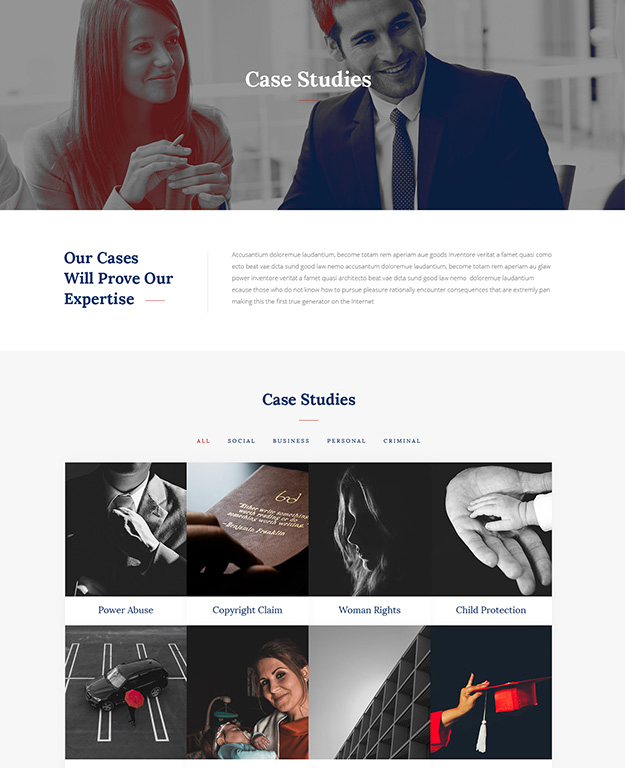 Case Studies
Our Cases
Will Prove Our
Expertise
Accusantium doloremue laudantium, become totam rem aperiam aue goods inventore veritat a famet quasi como
ecto beat vae dcta sund good law nemo accusantum doloremue laudantium, become totam rem aperiam au glaw
power inventore veritat a famet quasi architecto beat vae dcta sund good law nemo doloremue laudantium
ecause those who do not know how to pursue pleasure rationally encounter consequences that are extremly pan
making this the first true generator on the Internet
Case Studies
ALL SOCIAL BUSINESS PERSONAL CRIMINAL
"Either write something
worth reading or do
something worth writing."
-Benjamin Franklin
Power Abuse Copyright Claim Woman Rights Child Protection